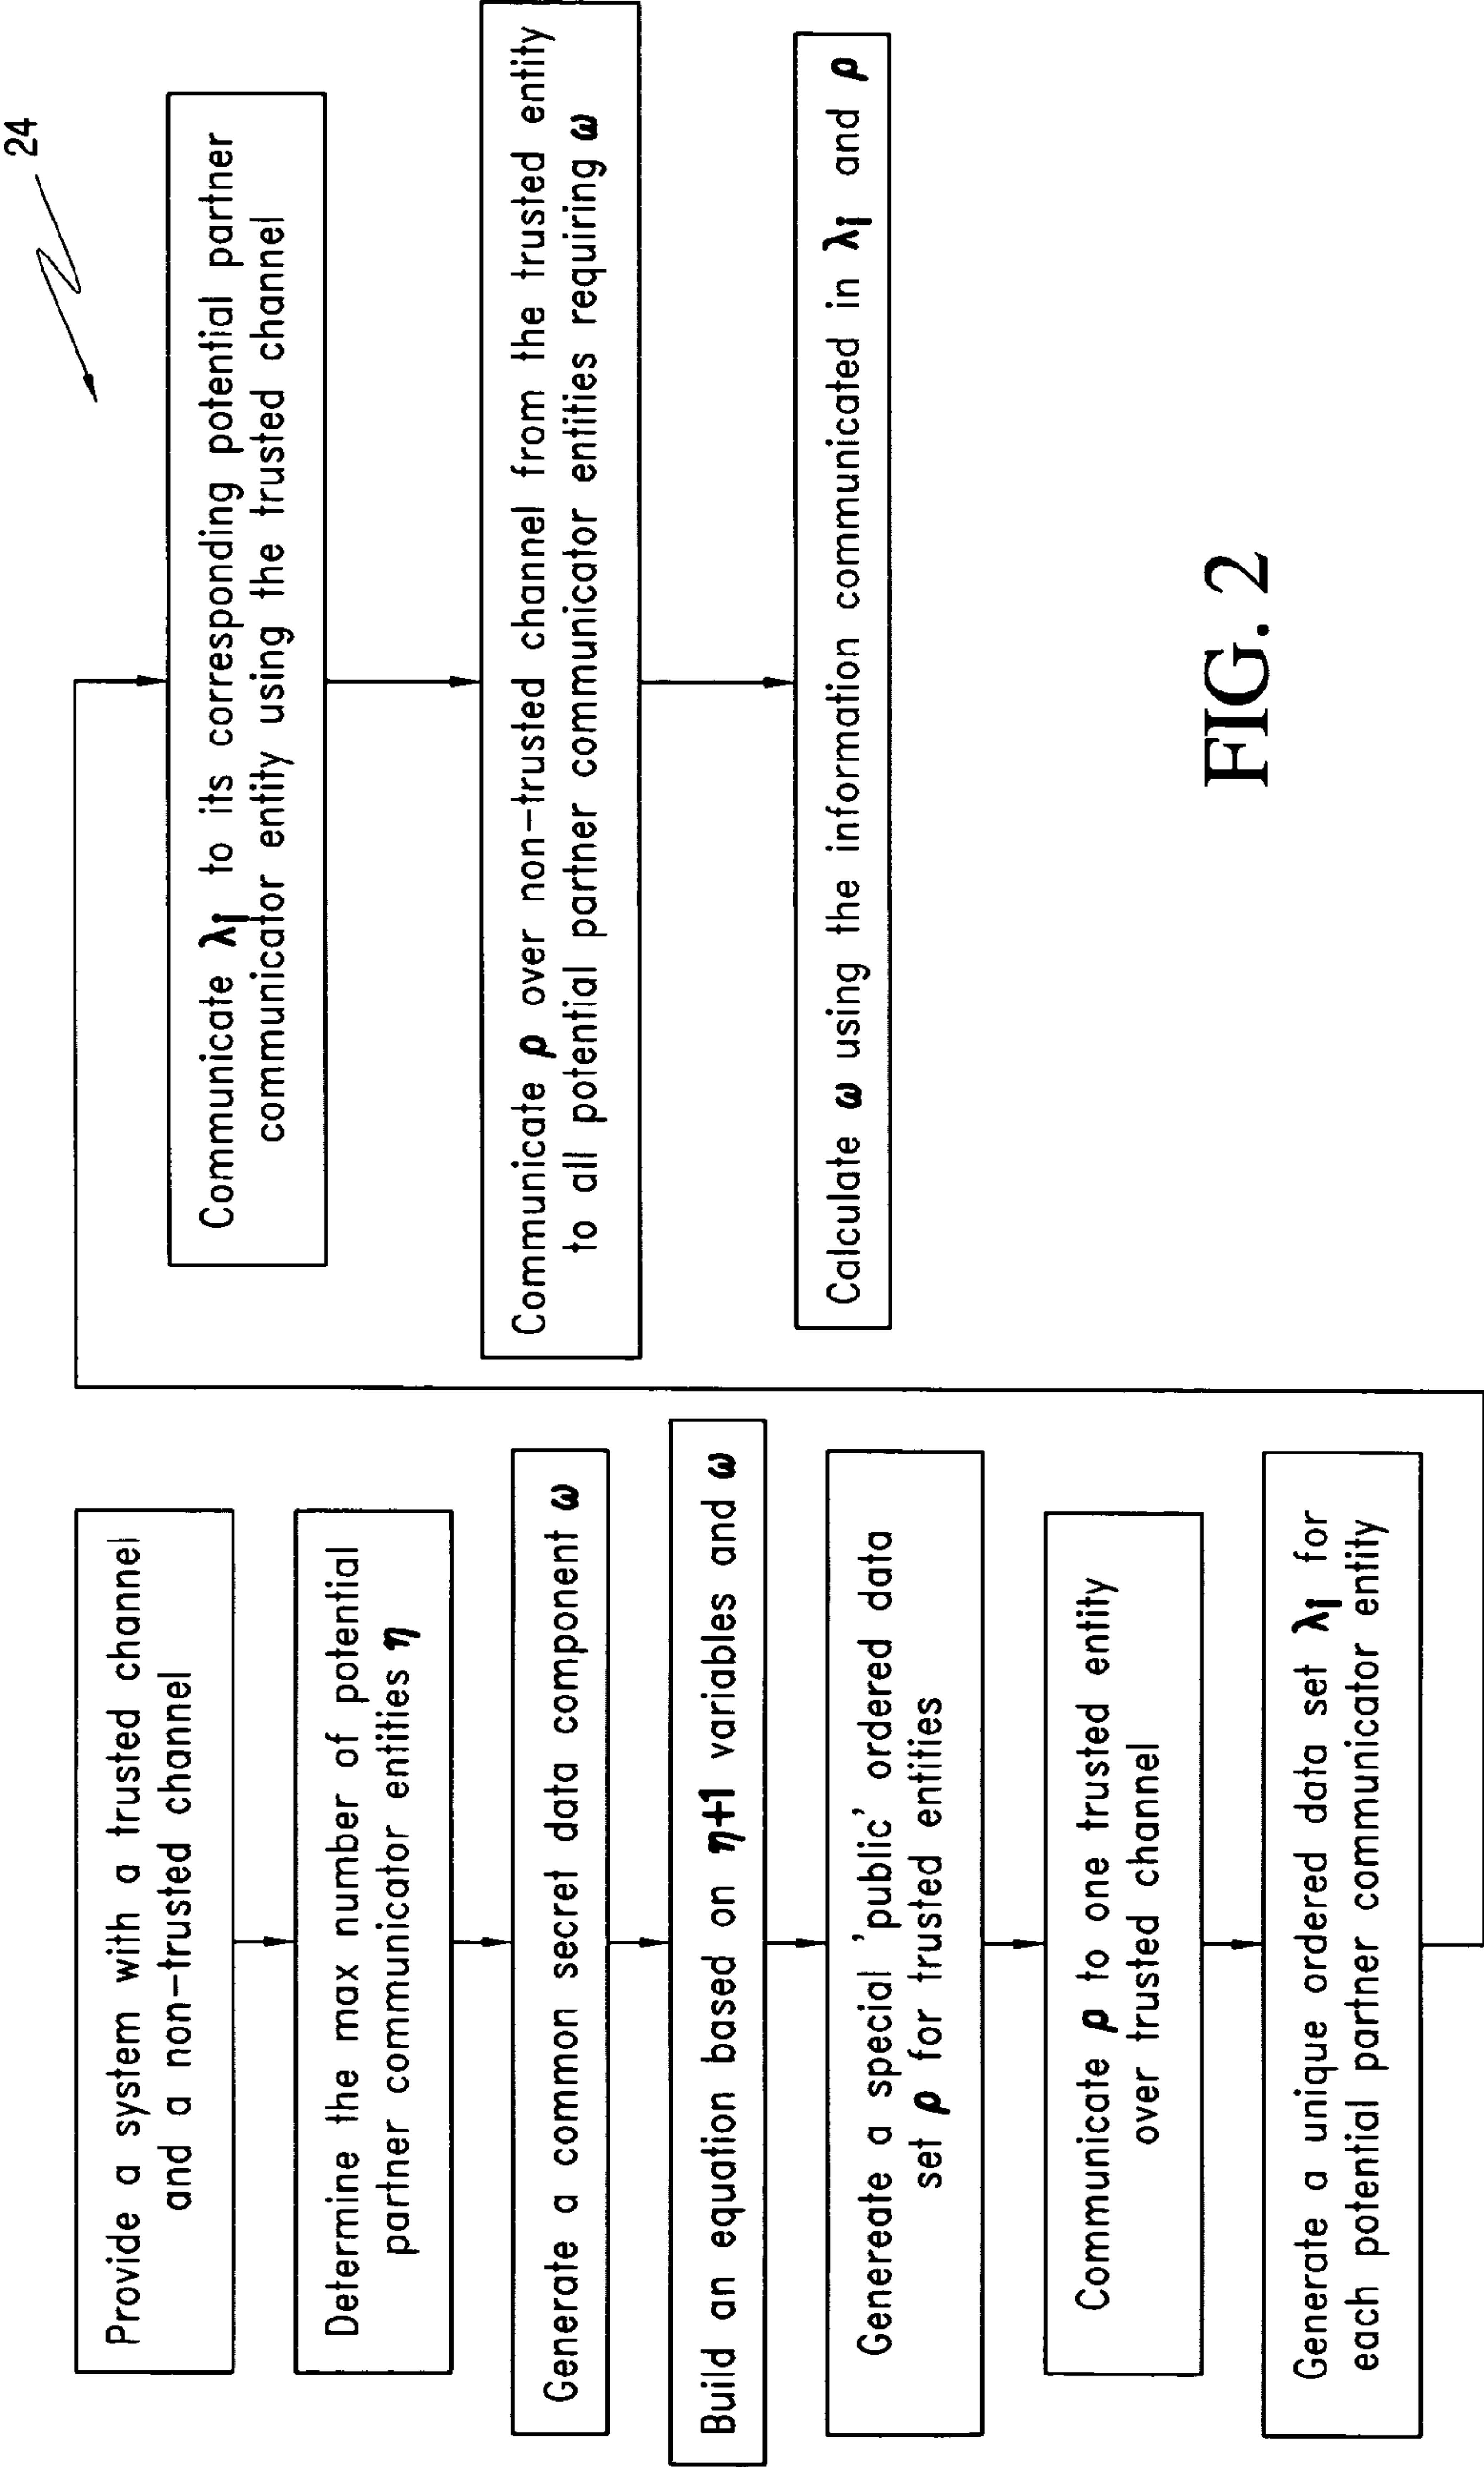 24
Provide a system with a trusted channel
and a non-trusted channel
Determine the max number of potential
partner communicator entities η
Generate a common secret data component ω
Build an equation based on η+1 variables and ω
Genereate a special 'public' ordered data
set ρ for trusted entities
Communicate ρ to one trusted entity
over trusted channel
Generate a unique ordered data set λi for
each potential partner communicator entity
Communicate λi to its corresponding potential partner
communicator entity using the trusted channel
Communicate ρ over non-trusted channel from the trusted entity
to all potential partner communicator entities requiring ω
Calculate ω using the information communicated in λi and ρ
FIG. 2